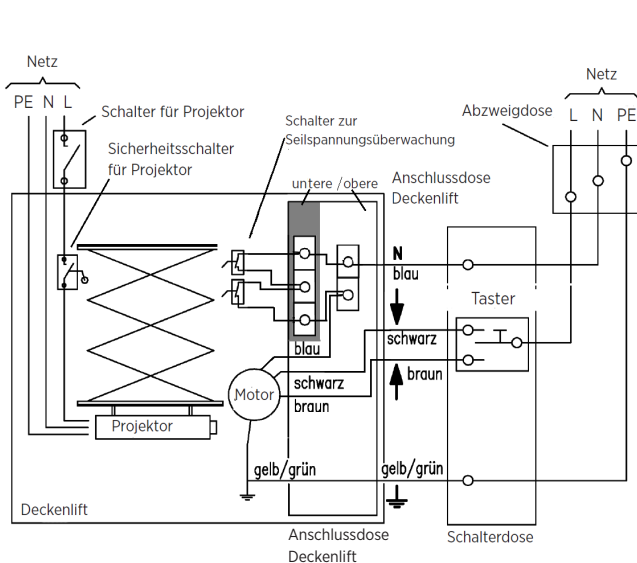 Netz
PE N L
Schalter für Projektor
Sicherheitsschalter
für Projektor
Schalter zur
Seilspannungsüberwachung
untere /obere
Anschlussdose
Deckenlift
Abzweigdose
Netz
L N PE
N
blau
Taster
schwarz
braun
blau
schwarz
braun
Motor
Projektor
gelb/grün
gelb/grün
Deckenlift
Anschlussdose
Deckenlift
Schalterdose